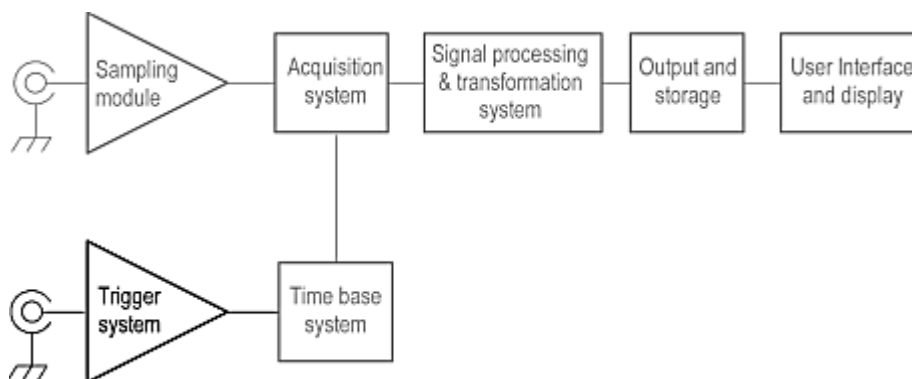 Sampling
module
Acquisition
system
Signal processing
& transformation
system
Output and
storage
User Interface
and display
Trigger
system
Time base
system